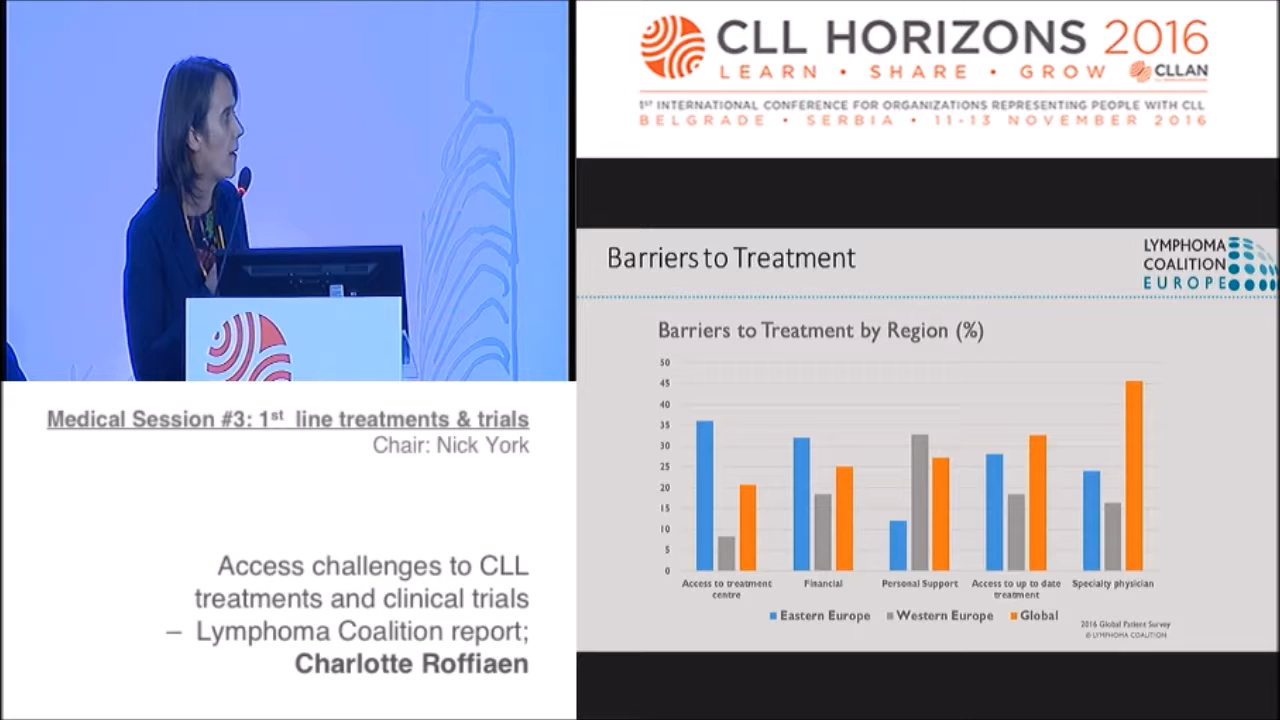 CLL HORIZONS 2016
LEARN • SHARE • GROW
CLLAN
1ST INTERNATIONAL CONFERENCE FOR ORGANIZATIONS REPRESENTING PEOPLE WITH CLL
BELGRADE • SERBIA • 11-13 NOVEMBER 2016
Medical Session #3: 1st line treatments & trials
Chair: Nick York
Access challenges to CLL
treatments and clinical trials
– Lymphoma Coalition report;
Charlotte Roffiaen
Barriers to Treatment
LYMPHOMA
COALITION
EUROPE
Barriers to Treatment by Region (%)
50
45
40
35
30
25
20
15
10
5
0
Access to treatment
centre
Financial
Personal Support
Access to up to date
treatment
Specialty physician
Eastern Europe
Western Europe
Global
2016 Global Patient Survey
© LYMPHOMA COALITION